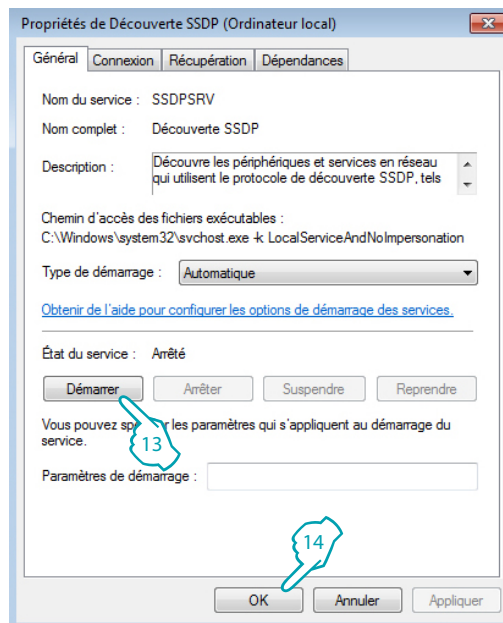 Propriétés de Découverte SSDP (Ordinateur local)
Général Connexion Récupération Dépendances
Nom du service : SSDPSRV
Nom complet : Découverte SSDP
Description : Découvre les périphériques et services en réseau
qui utilisent le protocole de découverte SSDP, tels
Chemin d'accès des fichiers exécutables :
C:\Windows\system32\svchost.exe -k LocalServiceAndNoImpersonation
Type de démarrage : Automatique
Obtenir de l'aide pour configurer les options de démarrage des services.
État du service : Arrêté
Démarrer Arrêter Suspendre Reprendre
Vous pouvez les paramètres qui s'appliquent au démarrage du
service.
13
Paramètres de démarrage :
14
OK Annuler Appliquer